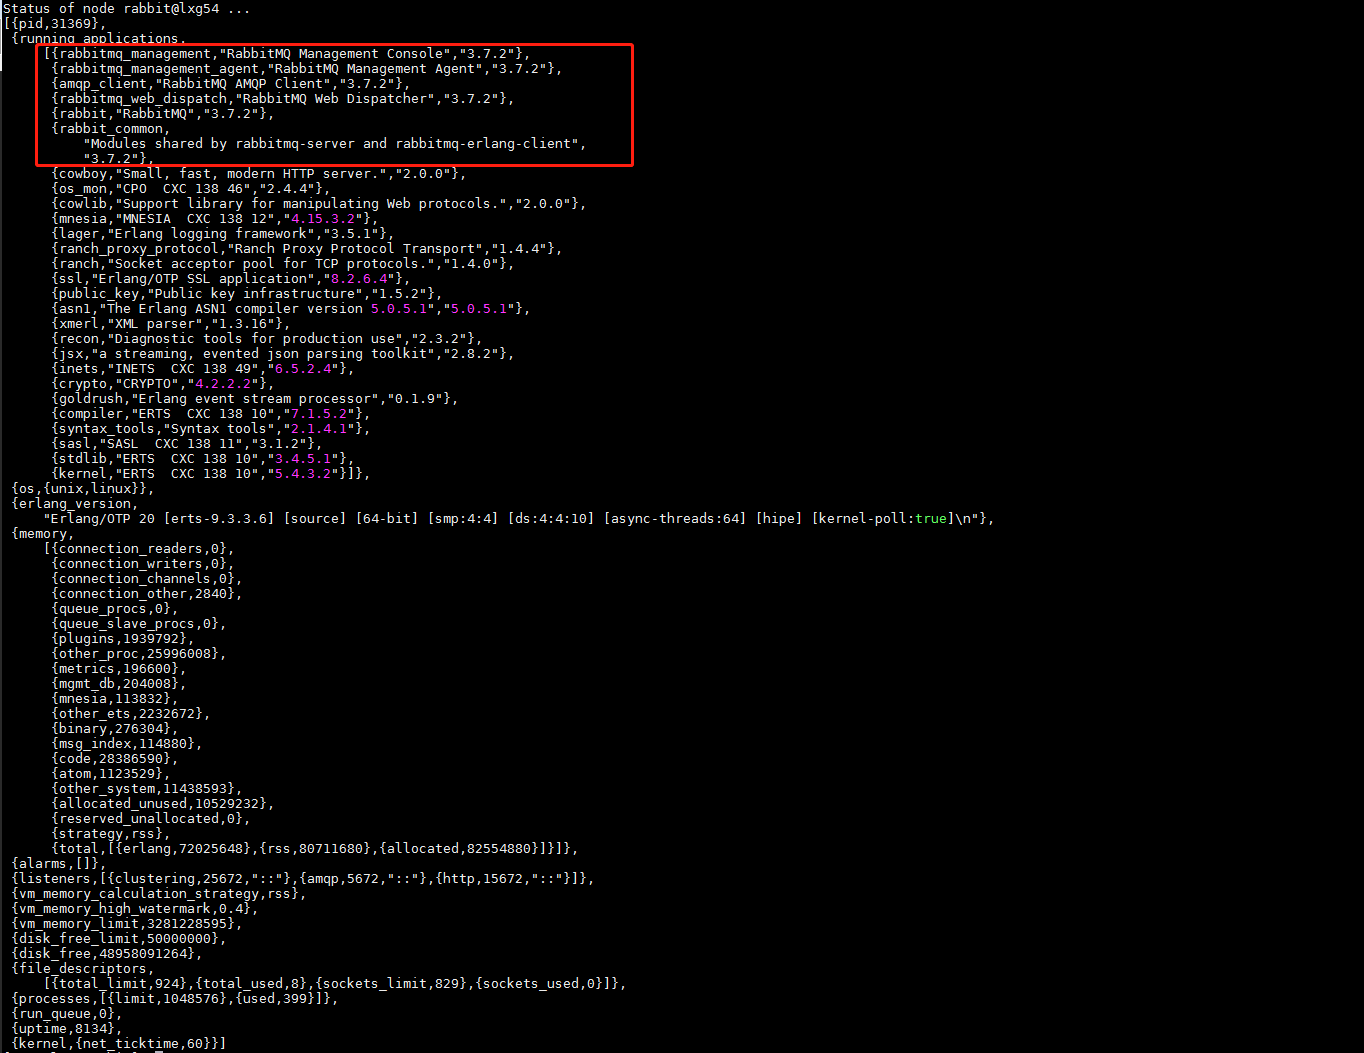 Status of node rabbit@lxg54 ...
[{pid,31369},
{running_applications,
[{rabbitmq_management,"RabbitMQ Management Console","3.7.2"},
{rabbitmq_management_agent,"RabbitMQ Management Agent","3.7.2"},
{amqp_client,"RabbitMQ AMQP Client","3.7.2"},
{rabbitmq_web_dispatch,"RabbitMQ Web Dispatcher","3.7.2"},
{rabbit,"RabbitMQ","3.7.2"},
{rabbit_common,
"Modules shared by rabbitmq-server and rabbitmq-erlang-client",
"3.7.2"},
{cowboy,"Small, fast, modern HTTP server.","2.0.0"},
{os_mon,"CPO  CXC 138 46","2.4.4"},
{cowlib,"Support library for manipulating Web protocols.","2.0.0"},
{mnesia,"MNESIA  CXC 138 12","4.15.3.2"},
{lager,"Erlang logging framework","3.5.1"},
{ranch_proxy_protocol,"Ranch Proxy Protocol Transport","1.4.4"},
{ranch,"Socket acceptor pool for TCP protocols.","1.4.0"},
{ssl,"Erlang/OTP SSL application","8.2.6.4"},
{public_key,"Public key infrastructure","1.5.2"},
{asn1,"The Erlang ASN1 compiler version 5.0.5.1","5.0.5.1"},
{xmerl,"XML parser","1.3.16"},
{recon,"Diagnostic tools for production use","2.3.2"},
{jsx,"a streaming, evented json parsing toolkit","2.8.2"},
{inets,"INETS  CXC 138 49","6.5.2.4"},
{crypto,"CRYPTO","4.2.2.2"},
{goldrush,"Erlang event stream processor","0.1.9"},
{compiler,"ERTS  CXC 138 10","7.1.5.2"},
{syntax_tools,"Syntax tools","2.1.4.1"},
{sasl,"SASL  CXC 138 11","3.1.2"},
{stdlib,"ERTS  CXC 138 10","3.4.5.1"},
{kernel,"ERTS  CXC 138 10","5.4.3.2"}]},
{os,{unix,linux}},
{erlang_version,
"Erlang/OTP 20 [erts-9.3.3.6] [source] [64-bit] [smp:4:4] [ds:4:4:10] [async-threads:64] [hipe] [kernel-poll:true]\n"},
{memory,
[{connection_readers,0},
{connection_writers,0},
{connection_channels,0},
{connection_other,2840},
{queue_procs,0},
{queue_slave_procs,0},
{plugins,1939792},
{other_proc,25996008},
{metrics,196600},
{mgmt_db,204008},
{mnesia,113832},
{other_ets,2232672},
{binary,276304},
{msg_index,114880},
{code,28386590},
{atom,1123529},
{other_system,11438593},
{allocated_unused,10529232},
{reserved_unallocated,0},
{strategy,rss},
{total,[{erlang,72025648},{rss,80711680},{allocated,82554880}]}]},
{alarms,[]},
{listeners,[{clustering,25672,"::"},{amqp,5672,"::"},{http,15672,"::"}]},
{vm_memory_calculation_strategy,rss},
{vm_memory_high_watermark,0.4},
{vm_memory_limit,3281228595},
{disk_free_limit,50000000},
{disk_free,48958091264},
{file_descriptors,
[{total_limit,924},{total_used,8},{sockets_limit,829},{sockets_used,0}]},
{processes,[{limit,1048576},{used,399}]},
{run_queue,0},
{uptime,8134},
{kernel,{net_ticktime,60}}]